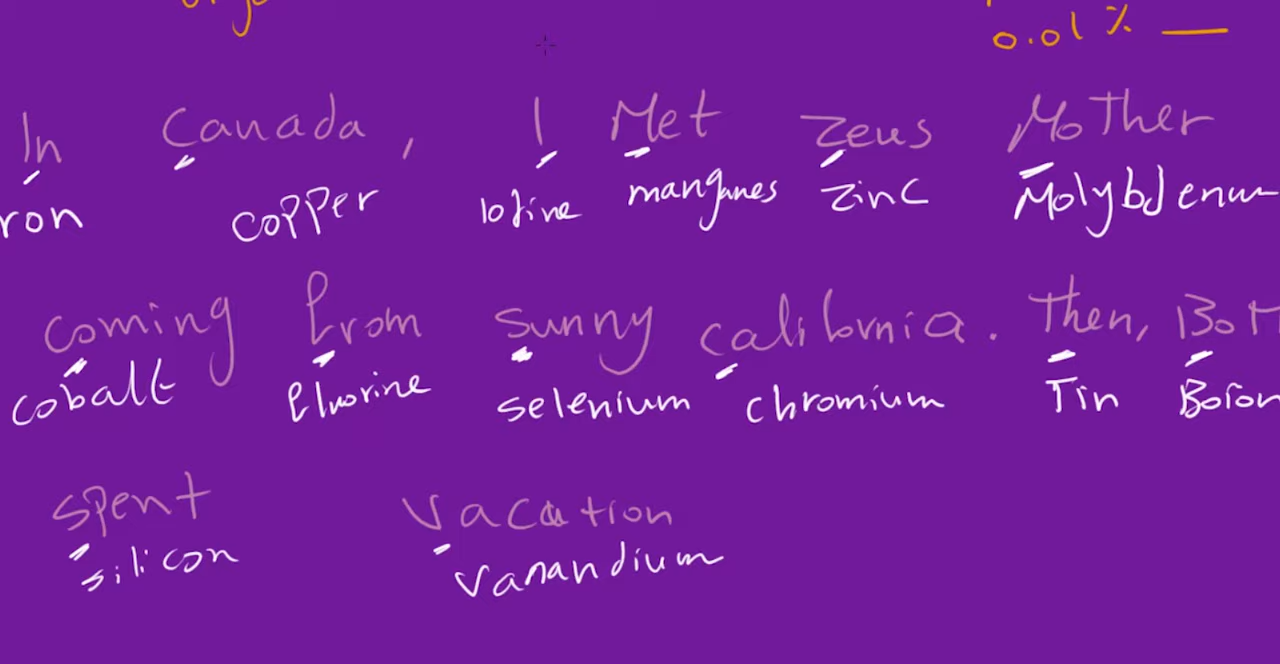 0.01 %
In Canada, I Met Zeus Mother
ron copper Iodine manganes zinc Molybdenum
coming From sunny california. Then, Bot
cobalt Fluorine selenium chromium Tin Boron
spent vacation
silicon Vanandium